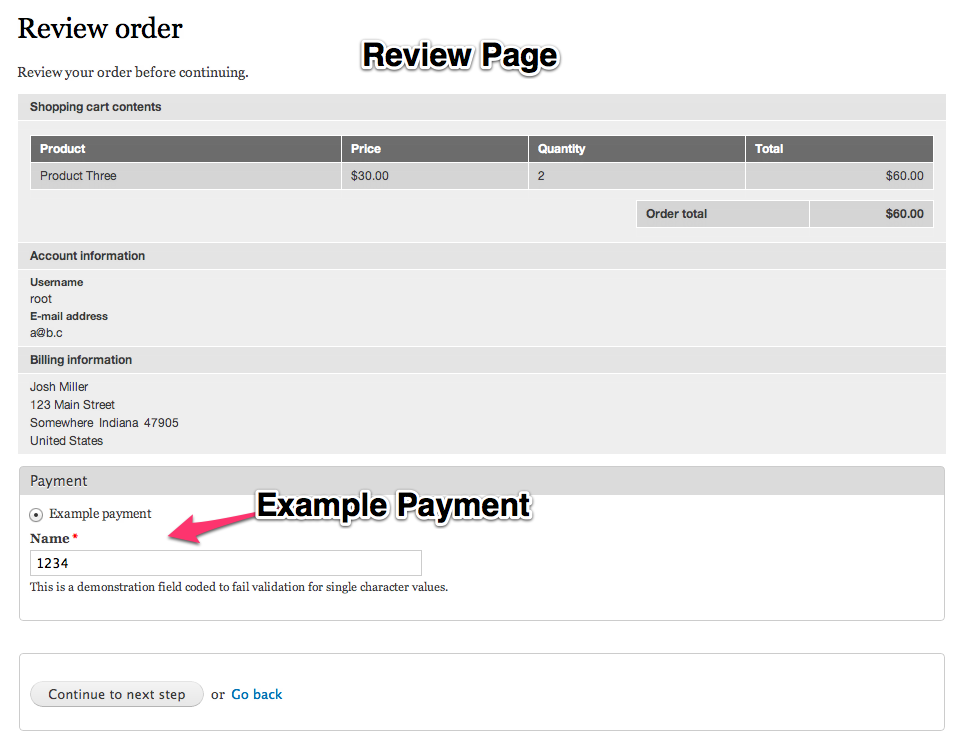 Review order
Review Page
Review your order before continuing.
Shopping cart contents
Product Price Quantity Total
Product Three $30.00 2 $60.00
Order total $60.00
Account information
Username
root
E-mail address
a@b.c
Billing information
Josh Miller
123 Main Street
Somewhere Indiana 47905
United States
Payment
Example payment Example Payment
Name *
1234
This is a demonstration field coded to fail validation for single character values.
Continue to next step or Go back